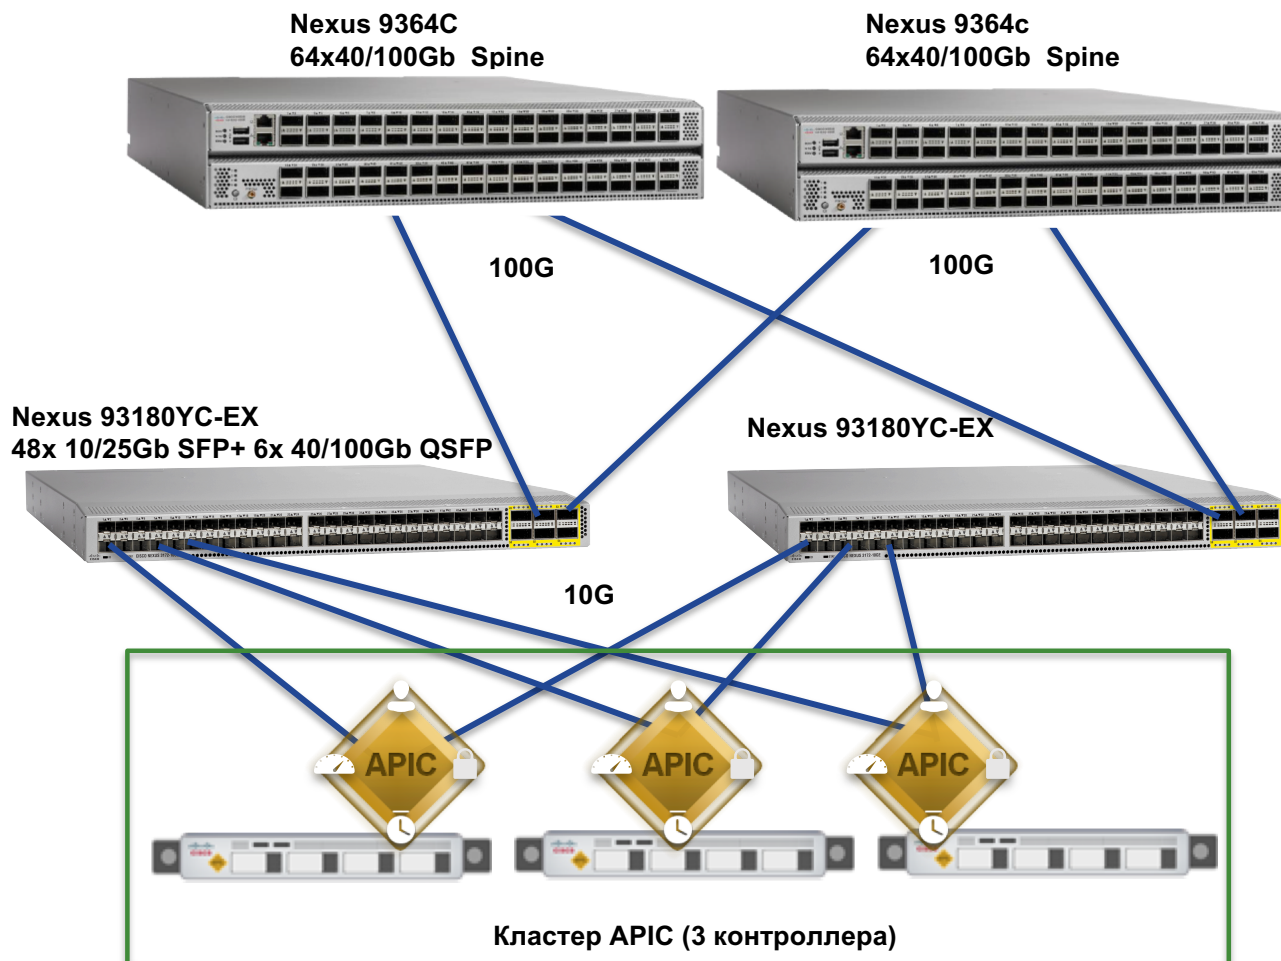 Nexus 9364C
64x40/100Gb Spine
Nexus 9364c
64x40/100Gb Spine
100G
100G
Nexus 93180YC-EX
48x 10/25Gb SFP+ 6x 40/100Gb QSFP
Nexus 93180YC-EX
10G
APIC
APIC
APIC
Кластер APIC (3 контроллера)